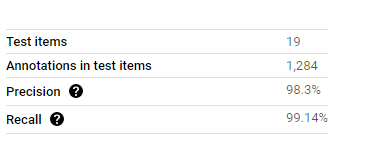 Test items 19
Annotations in test items 1,284
Precision ? 98.3%
Recall ? 99.14%